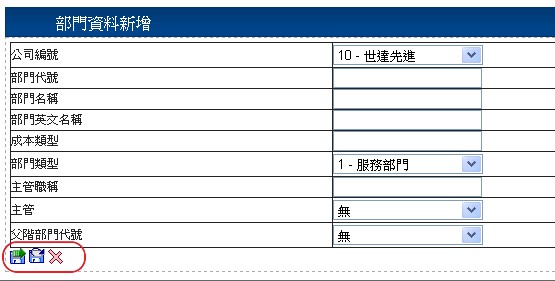 部門資料新增
公司編號 10 - 世達先進
部門代號
部門名稱
部門英文名稱
成本類型
部門類型 1 - 服務部門
主管職稱
主管 無
父階部門代號 無